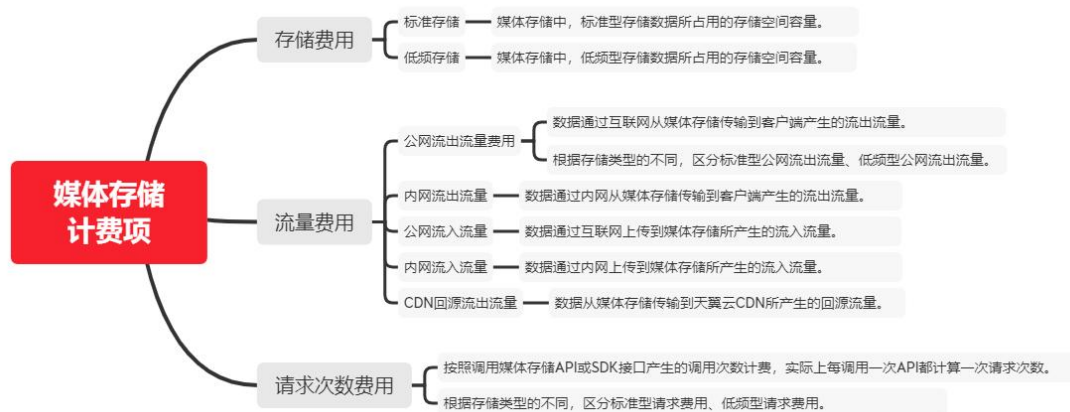 媒体存储
计费项
存储费用
标准存储
媒体存储中，标准型存储数据所占用的存储空间容量。
低频存储
媒体存储中，低频型存储数据所占用的存储空间容量。
流量费用
公网流出流量费用
数据通过互联网从媒体存储传输到客户端产生的流出流量。
根据存储类型的不同，区分标准型公网流出流量、低频型公网流出流量。
内网流出流量
数据通过内网从媒体存储传输到客户端产生的流出流量。
公网流入流量
数据通过互联网上传到媒体存储所产生的流入流量。
内网流入流量
数据通过内网上传到媒体存储所产生的流入流量。
CDN回源流出流量
数据从媒体存储传输到天翼云CDN所产生的回源流量。
请求次数费用
按照调用媒体存储API或SDK接口产生的调用次数计费，实际上每调用一次API都计算一次请求次数。
根据存储类型的不同，区分标准型请求费用、低频型请求费用。